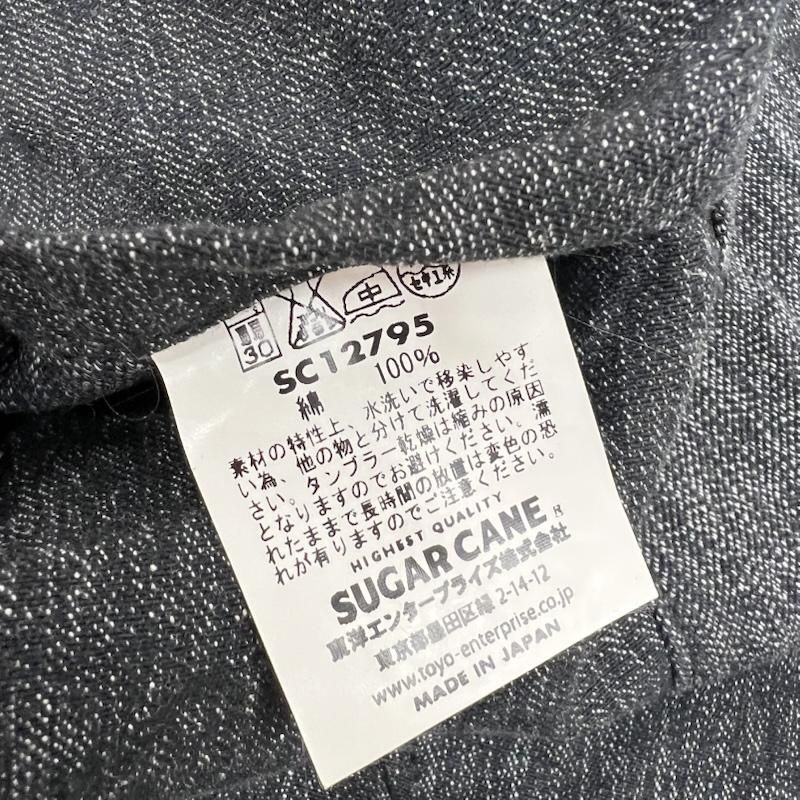 30 中 セキユ系
SC12795
綿 100%
素材の特性上、水洗いで移染しやす
い為、他の物と分けて洗濯してくだ
さい。タンブラー乾燥は縮みの原因
となりますのでお避けください。濡
れたままで長時間の放置は変色の恐
れが有りますのでご注意ください。
HIGHEST QUALITY
SUGAR CANE ®
東洋エンタープライズ株式会社
東京都墨田区緑 2-14-12
www.toyo-enterprise.co.jp
MADE IN JAPAN